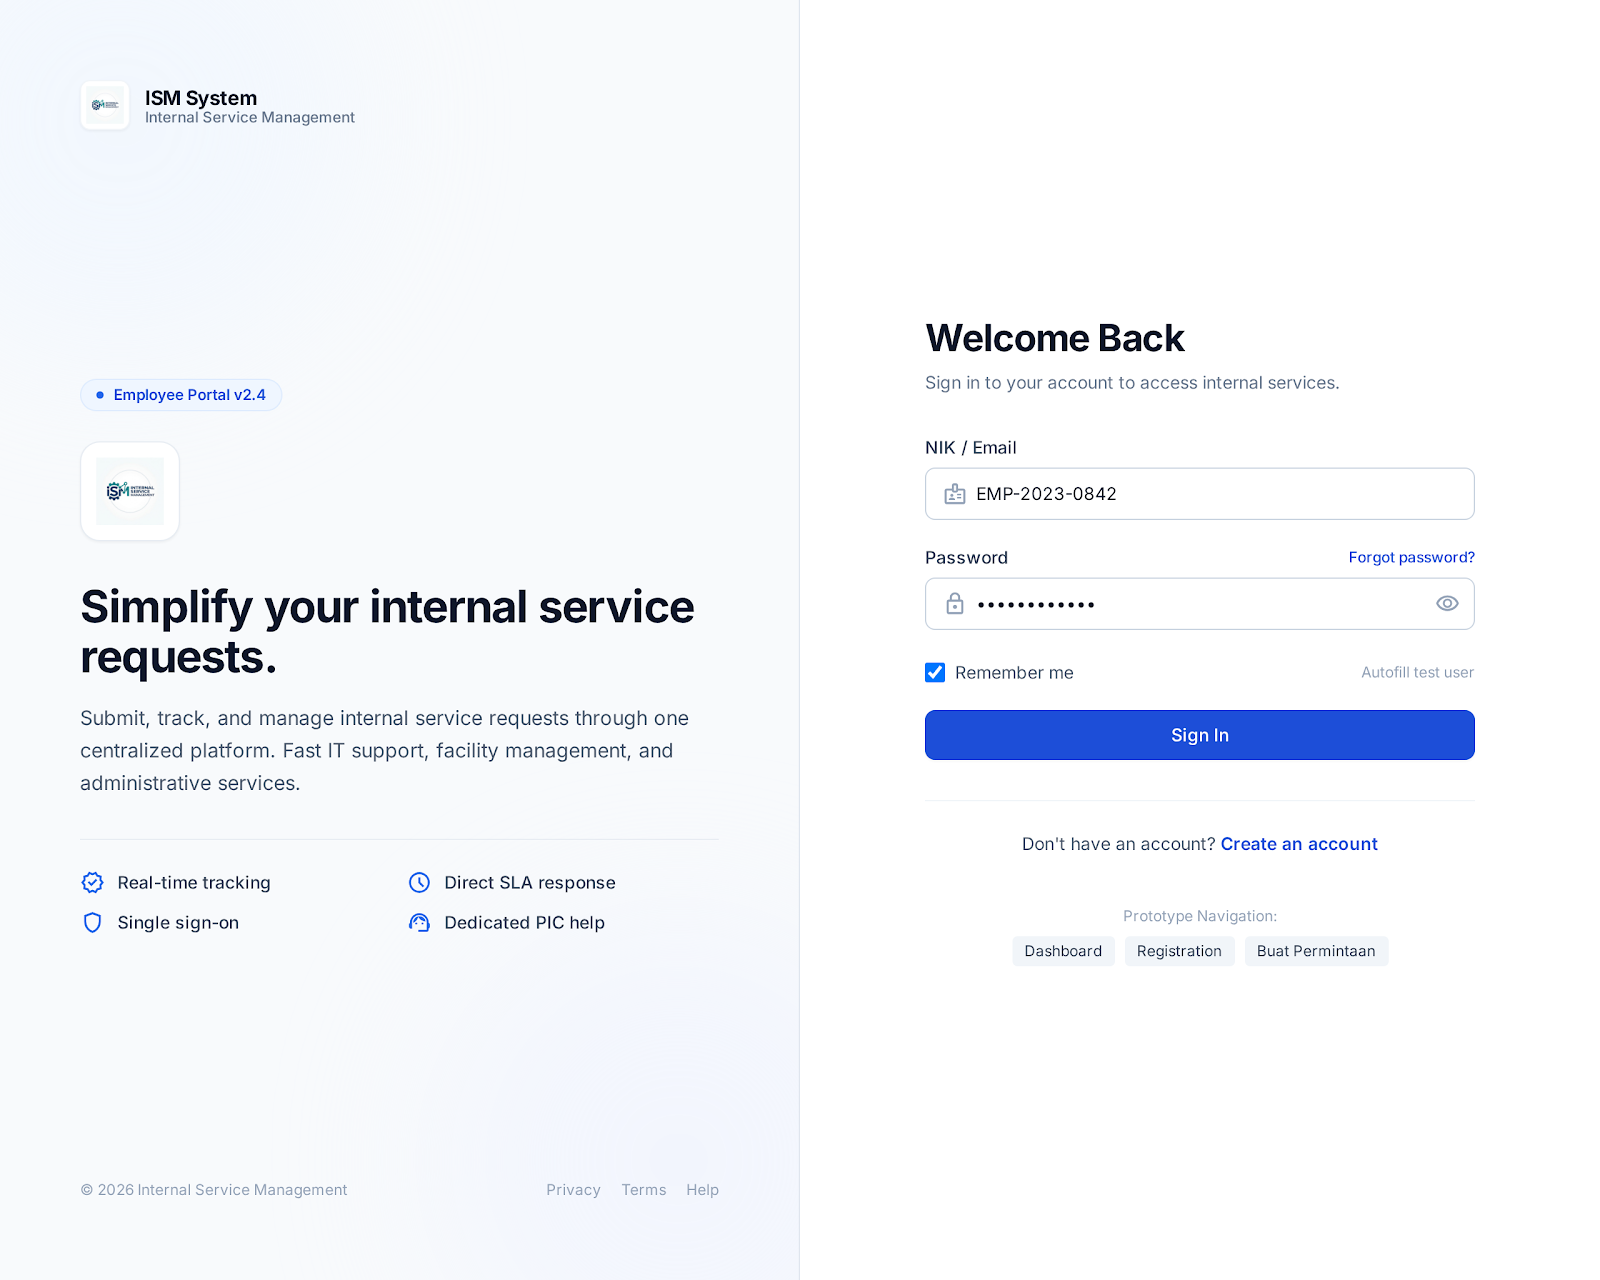 ISM System
Internal Service Management
Employee Portal v2.4
ISM INTERNAL
SERVICE
MANAGEMENT
Simplify your internal service
requests.
Submit, track, and manage internal service requests through one
centralized platform. Fast IT support, facility management, and
administrative services.
Real-time tracking
Direct SLA response
Single sign-on
Dedicated PIC help
© 2026 Internal Service Management
Privacy Terms Help
Welcome Back
Sign in to your account to access internal services.
NIK / Email
EMP-2023-0842
Password Forgot password?
••••••••••••
Remember me Autofill test user
Sign In
Don't have an account? Create an account
Prototype Navigation:
Dashboard Registration Buat Permintaan